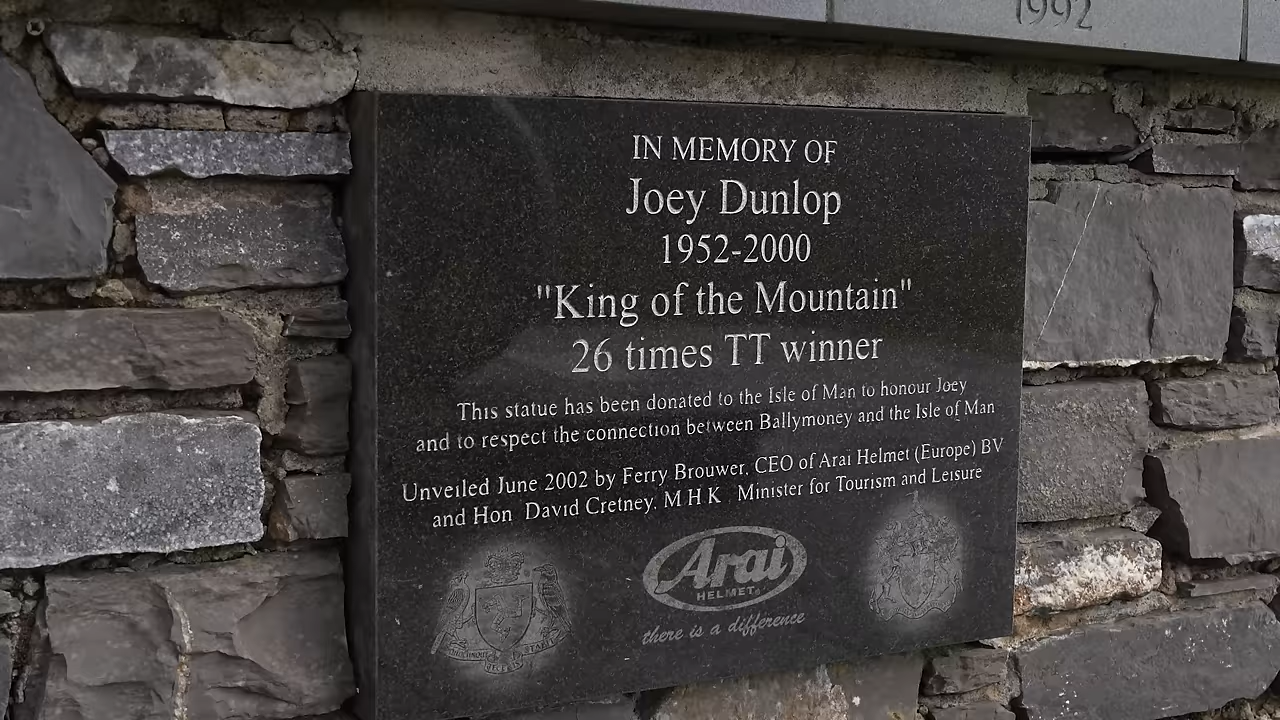 1992
IN MEMORY OF
Joey Dunlop
1952-2000
"King of the Mountain"
26 times TT winner
This statue has been donated to the Isle of Man to honour Joey
and to respect the connection between Ballymoney and the Isle of Man
Unveiled June 2002 by Ferry Brouwer, CEO of Arai Helmet (Europe) BV
and Hon David Cretney, M H K Minister for Tourism and Leisure
Arai
HELMET
there is a difference